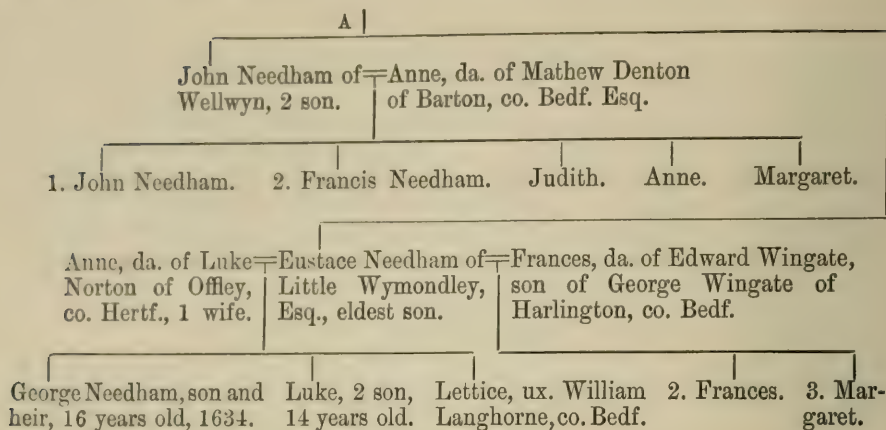 A
John Needham of Anne, da. of Mathew Denton
Wellwyn, 2 son. of Barton, co. Bedf. Esq.
1. John Needham. 2. Francis Needham. Judith. Anne. Margaret.
Anne, da. of Luke Eustace Needham of Frances, da. of Edward Wingate,
Norton of Offley, Little Wymondley, son of George Wingate of
co. Hertf., 1 wife. Esq., eldest son. Harlington, co. Bedf.
George Needham, son and Luke, 2 son, Lettice, ux. William 2. Frances. 3. Mar-
heir, 16 years old, 1634. 14 years old. Langhorne, co. Bedf. garet.